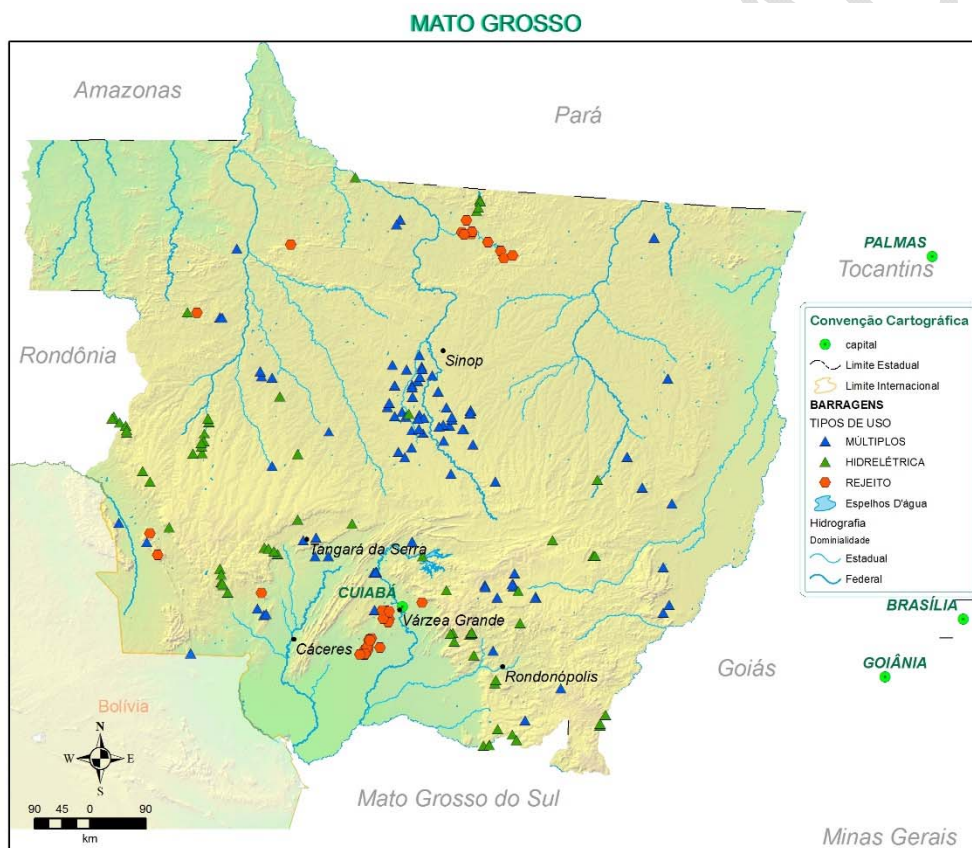 MATO GROSSO
Amazonas
Pará
PALMAS
Tocantins
Rondônia
Sinop
Convenção Cartográfica
capital
Limite Estadual
Limite Internacional
BARRAGENS
TIPOS DE USO
MÚLTIPLOS
HIDRELÉTRICA
REJEITO
Espelhos D'água
Hidrografia
Dominialidade
Estadual
Federal
Tangará da Serra
CUIABÁ
Várzea Grande
BRASÍLIA
Cáceres
Rondonópolis
Goiás
GOIÂNIA
Bolívia
N
W E
S
Mato Grosso do Sul
90 45 0 90
km
Minas Gerais